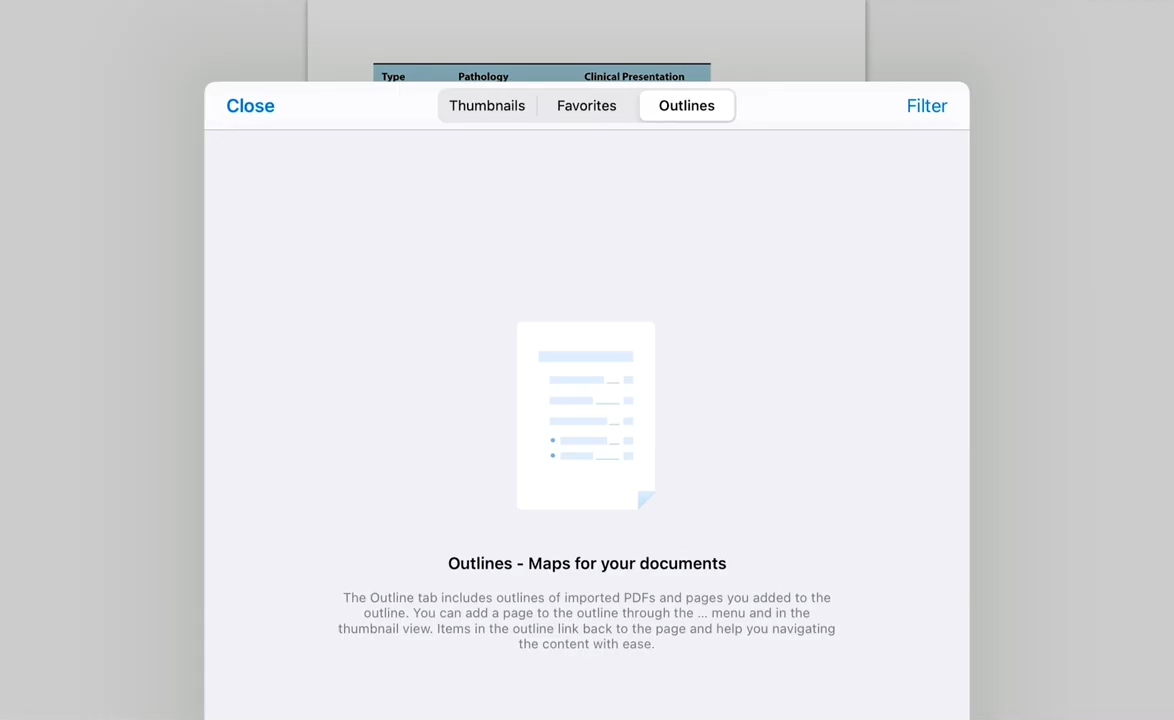 Type Pathology Clinical Presentation
Close Thumbnails Favorites Outlines Filter
Outlines - Maps for your documents
The Outline tab includes outlines of imported PDFs and pages you added to the
outline. You can add a page to the outline through the ... menu and in the
thumbnail view. Items in the outline link back to the page and help you navigating
the content with ease.